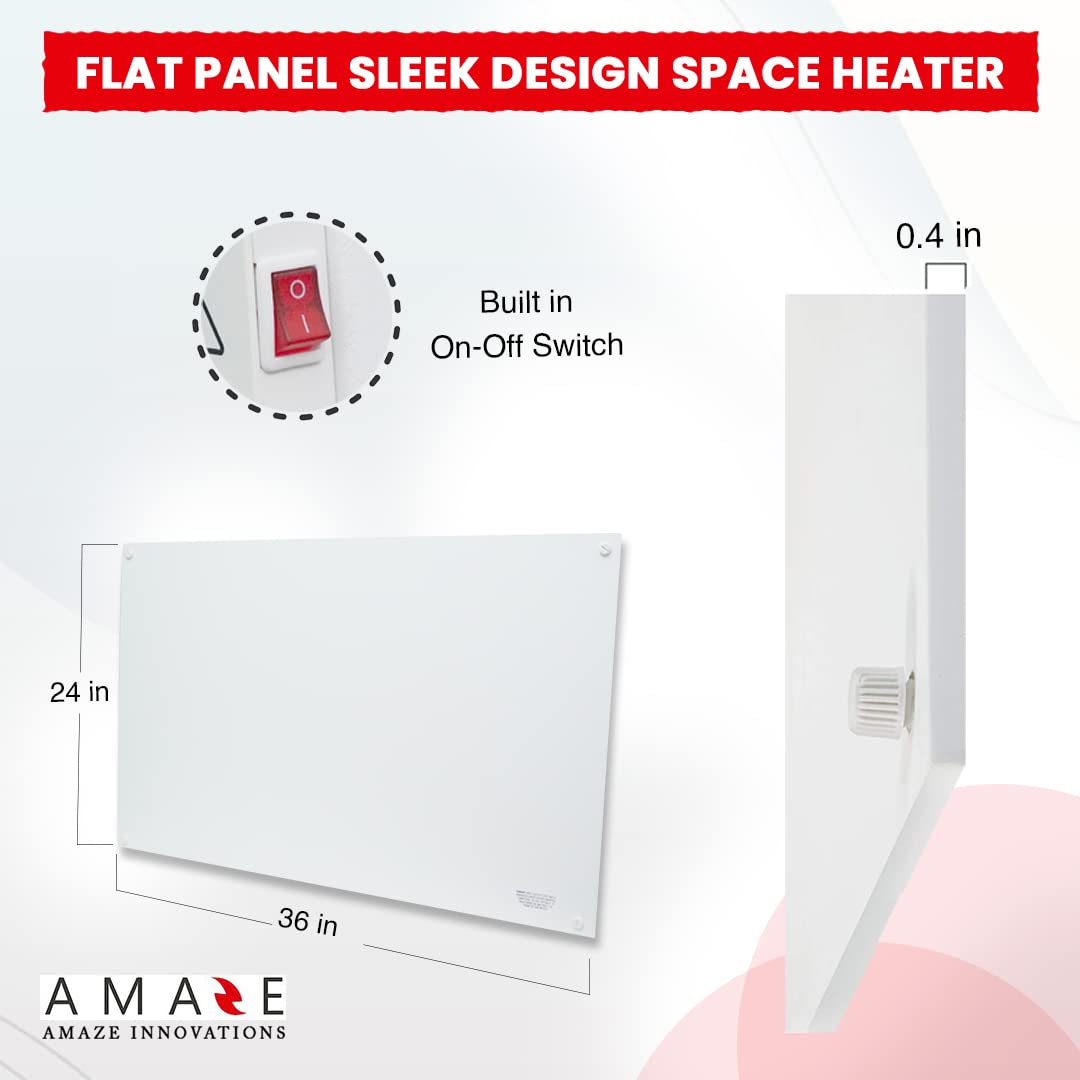 FLAT PANEL SLEEK DESIGN SPACE HEATER
0.4 in
O
I
Built in
On-Off Switch
24 in
36 in
AMAZE
AMAZE INNOVATIONS